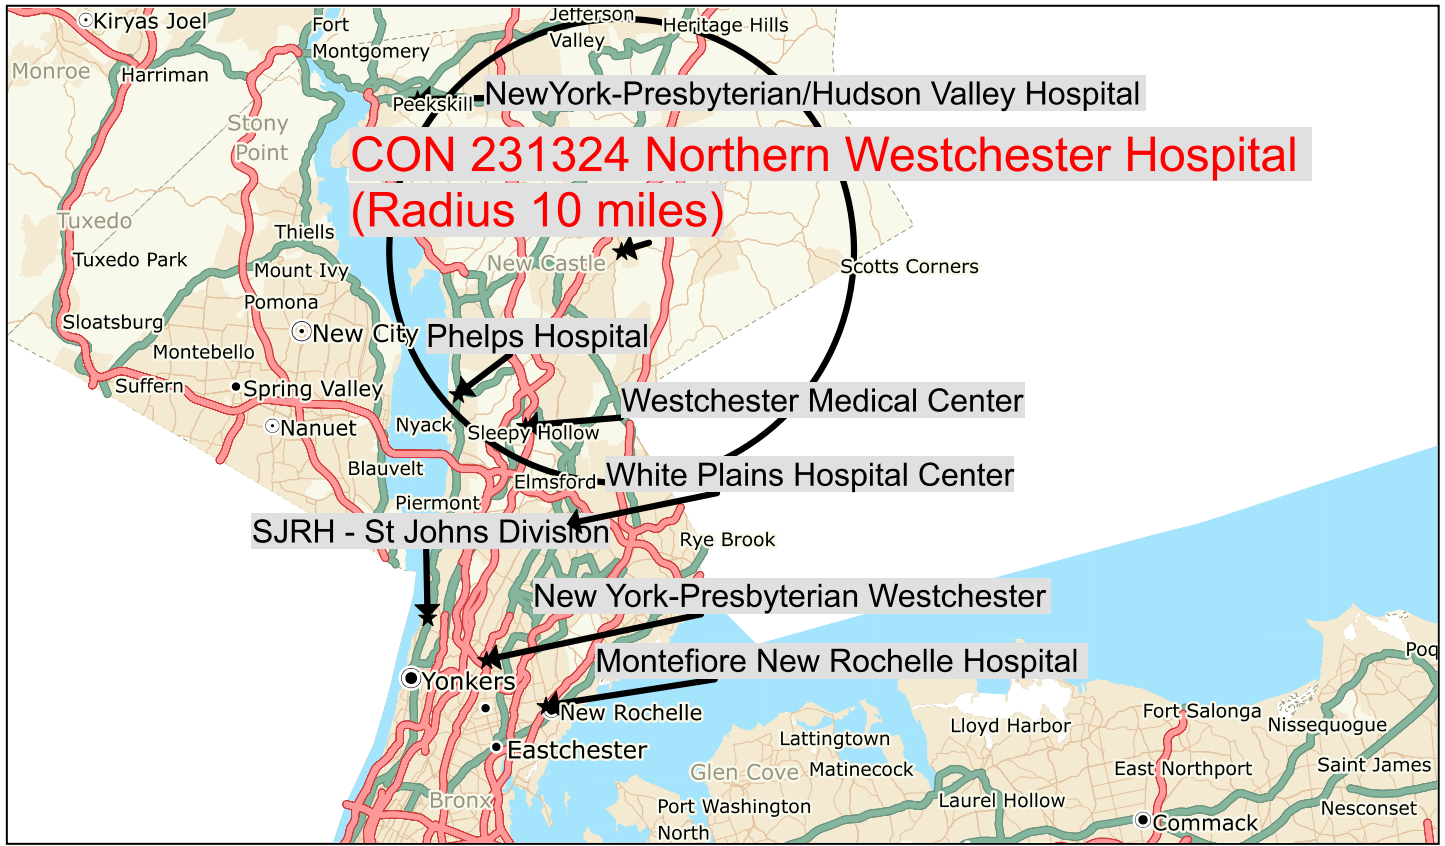 Kiryas Joel
Fort
Montgomery
Jefferson
Valley
Heritage Hills
Monroe
Harriman
Peekskill
NewYork-Presbyterian/Hudson Valley Hospital
Stony
Point
CON 231324 Northern Westchester Hospital
(Radius 10 miles)
Tuxedo
Thiells
Tuxedo Park
Mount Ivy
New Castle
Scotts Corners
Pomona
Sloatsburg
New City
Phelps Hospital
Montebello
Suffern
Spring Valley
Westchester Medical Center
Nanuet
Nyack
Sleepy Hollow
Blauvelt
Elmsford
White Plains Hospital Center
Piermont
SJRH - St Johns Division
Rye Brook
New York-Presbyterian Westchester
Montefiore New Rochelle Hospital
Poq
Yonkers
New Rochelle
Eastchester
Lloyd Harbor
Fort Salonga
Nissequogue
Lattingtown
Glen Cove
Matinecock
East Northport
Saint James
Bronx
Port Washington
North
Laurel Hollow
Nesconset
Commack